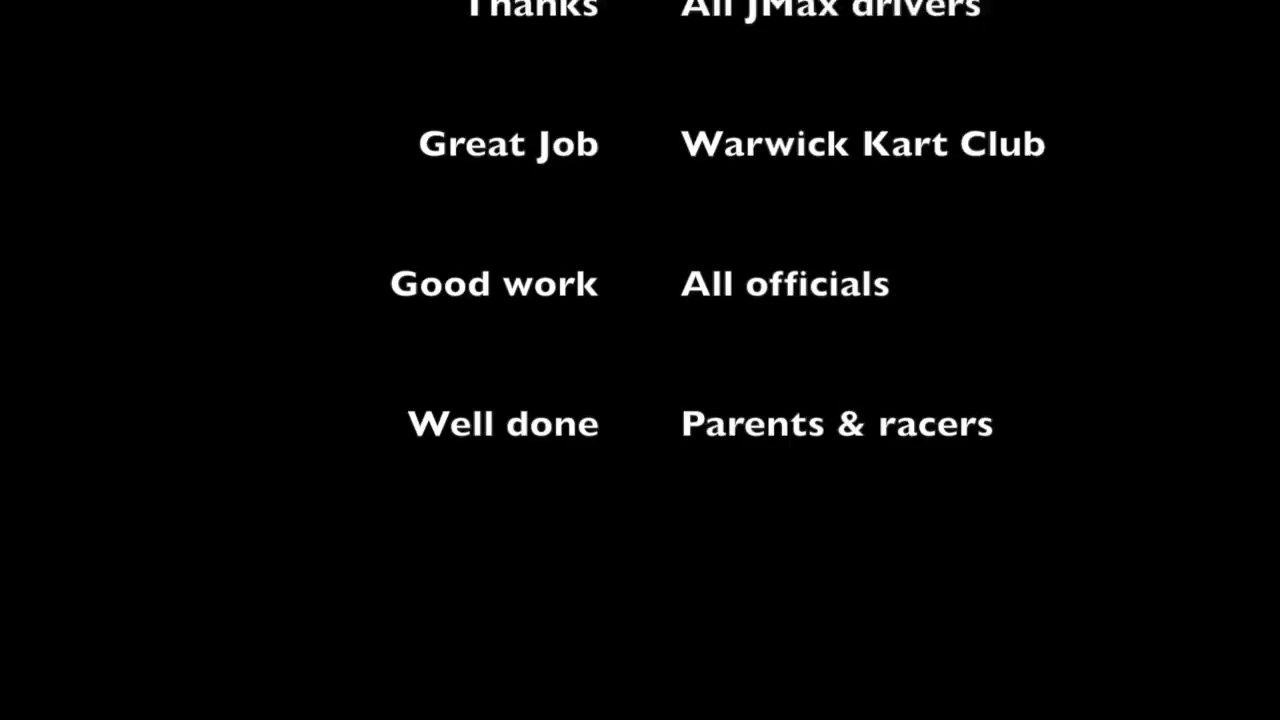 Thanks All JMax drivers
Great Job Warwick Kart Club
Good work All officials
Well done Parents & racers